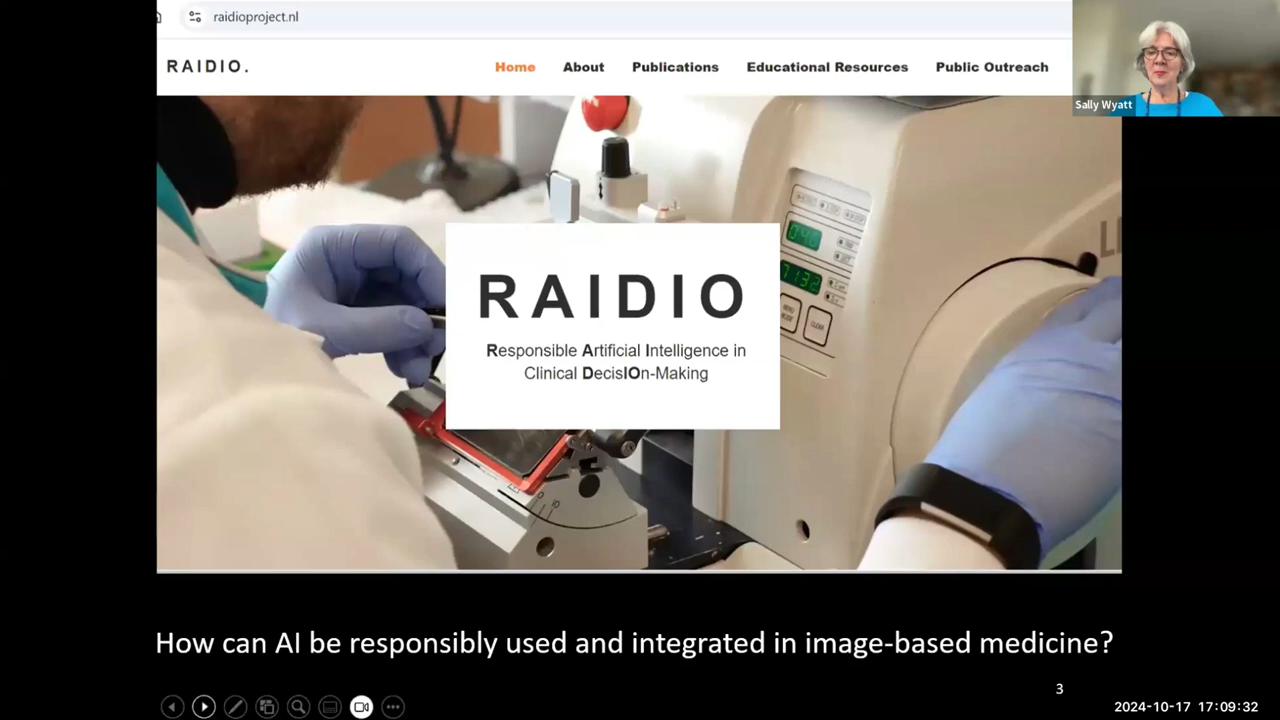 raidioproject.nl
RAIDIO.
Home About Publications Educational Resources Public Outreach
Sally Wyatt
RAIDIO
Responsible Artificial Intelligence in
Clinical DecisIOn-Making
CLEAR
How can AI be responsibly used and integrated in image-based medicine?
3
2024-10-17 17:09:32